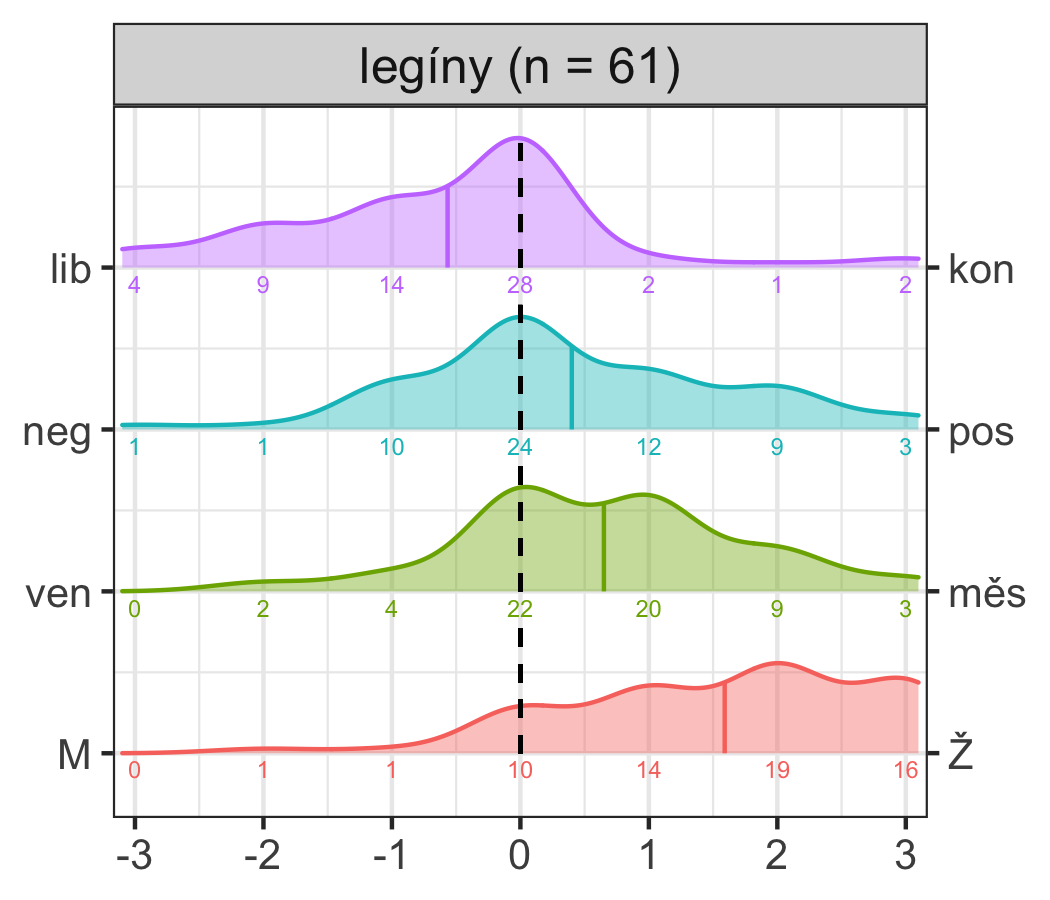 legíny (n = 61)
lib kon
4 9 14 28 2 1 2
neg pos
1 1 10 24 12 9 3
ven měs
0 2 4 22 20 9 3
M Ž
0 1 1 10 14 19 16
-3 -2 -1 0 1 2 3